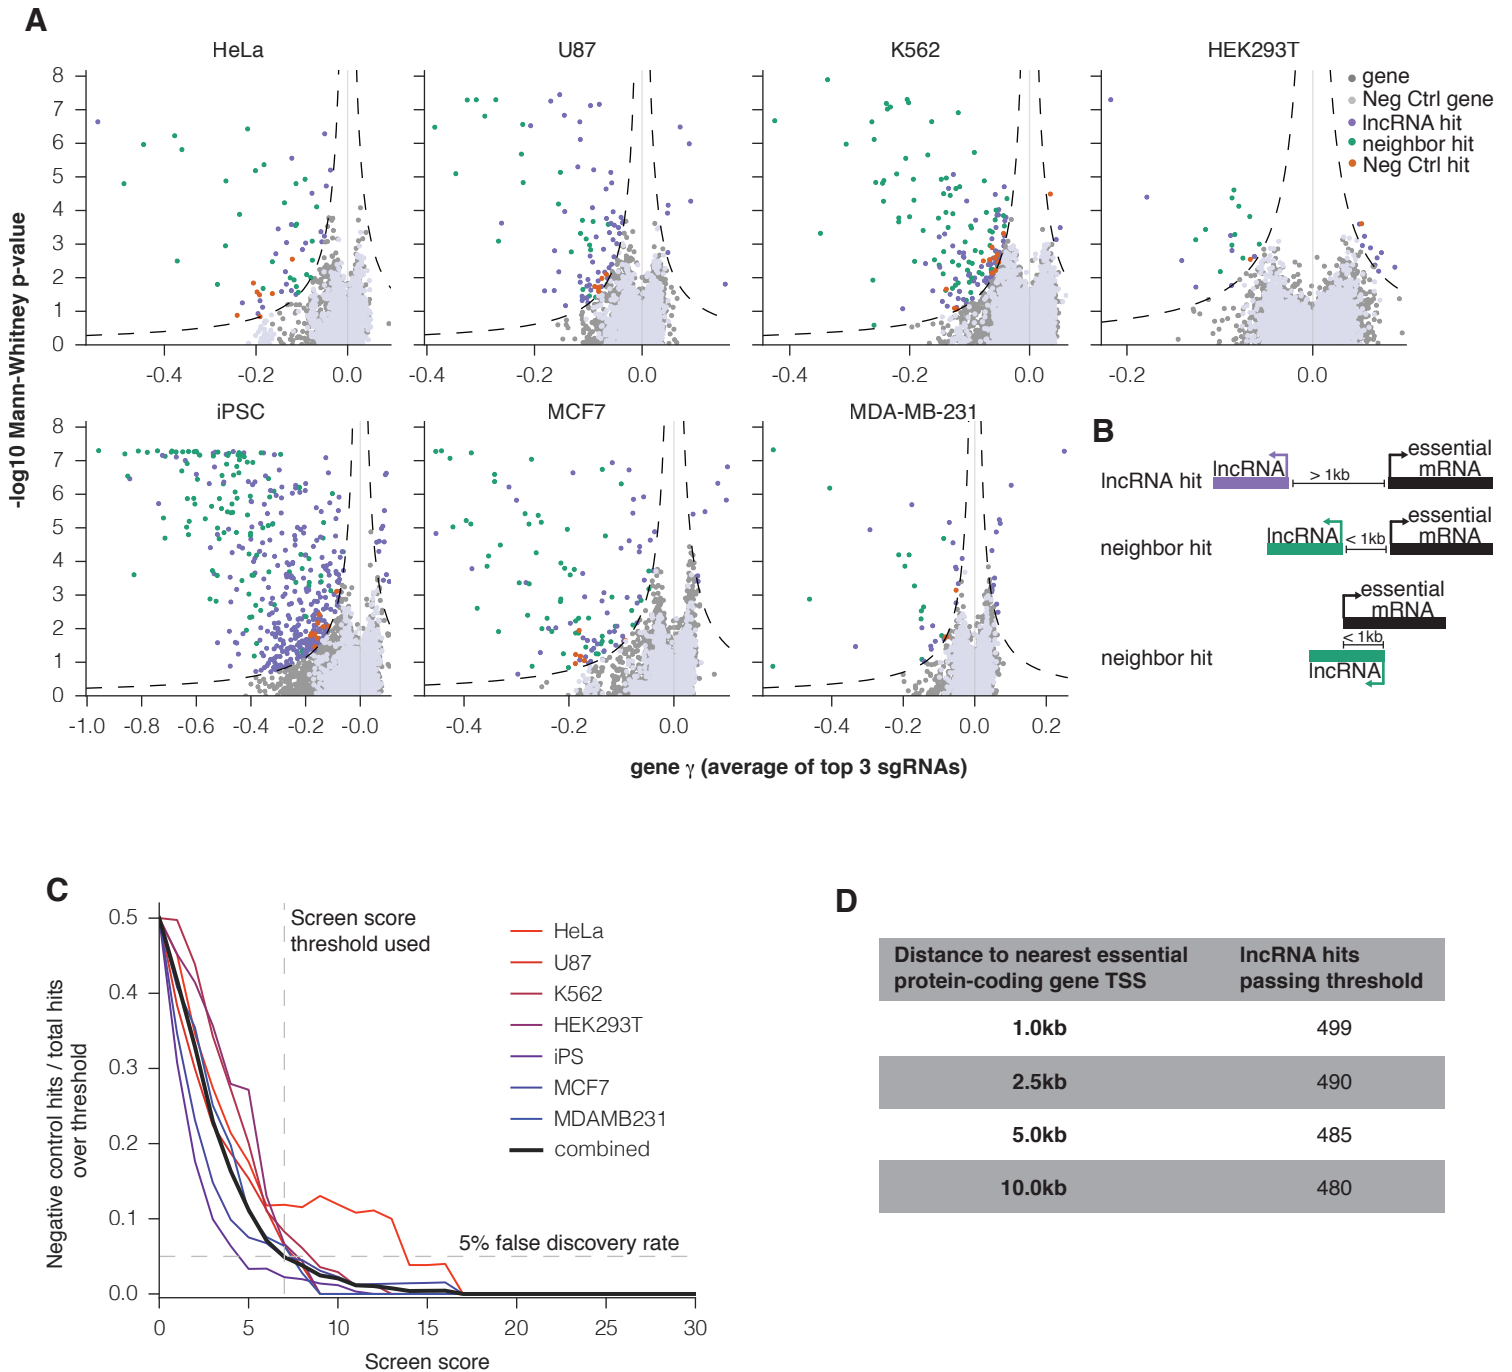 A
HeLa
U87
K562
HEK293T
8
7
6
5
4
3
2
1
0
-0.4
-0.2
0.0
-0.4
-0.2
0.0
-0.4
-0.2
0.0
-0.2
0.0
gene
Neg Ctrl gene
lncRNA hit
neighbor hit
Neg Ctrl hit
-log10 Mann-Whitney p-value
iPSC
MCF7
MDA-MB-231
8
7
6
5
4
3
2
1
0
-1.0
-0.8
-0.6
-0.4
-0.2
0.0
-0.4
-0.2
0.0
-0.4
-0.2
0.0
0.2
gene γ (average of top 3 sgRNAs)
B
lncRNA hit
lncRNA
> 1kb
essential
mRNA
neighbor hit
lncRNA
< 1kb
essential
mRNA
essential
mRNA
< 1kb
neighbor hit
lncRNA
C
0.5
0.4
0.3
0.2
0.1
0.0
Negative control hits / total hits
over threshold
Screen score
threshold used
HeLa
U87
K562
HEK293T
iPS
MCF7
MDAMB231
combined
5% false discovery rate
0
5
10
15
20
25
30
Screen score
D
Distance to nearest essential
protein-coding gene TSS
lncRNA hits
passing threshold
1.0kb 499
2.5kb 490
5.0kb 485
10.0kb 480